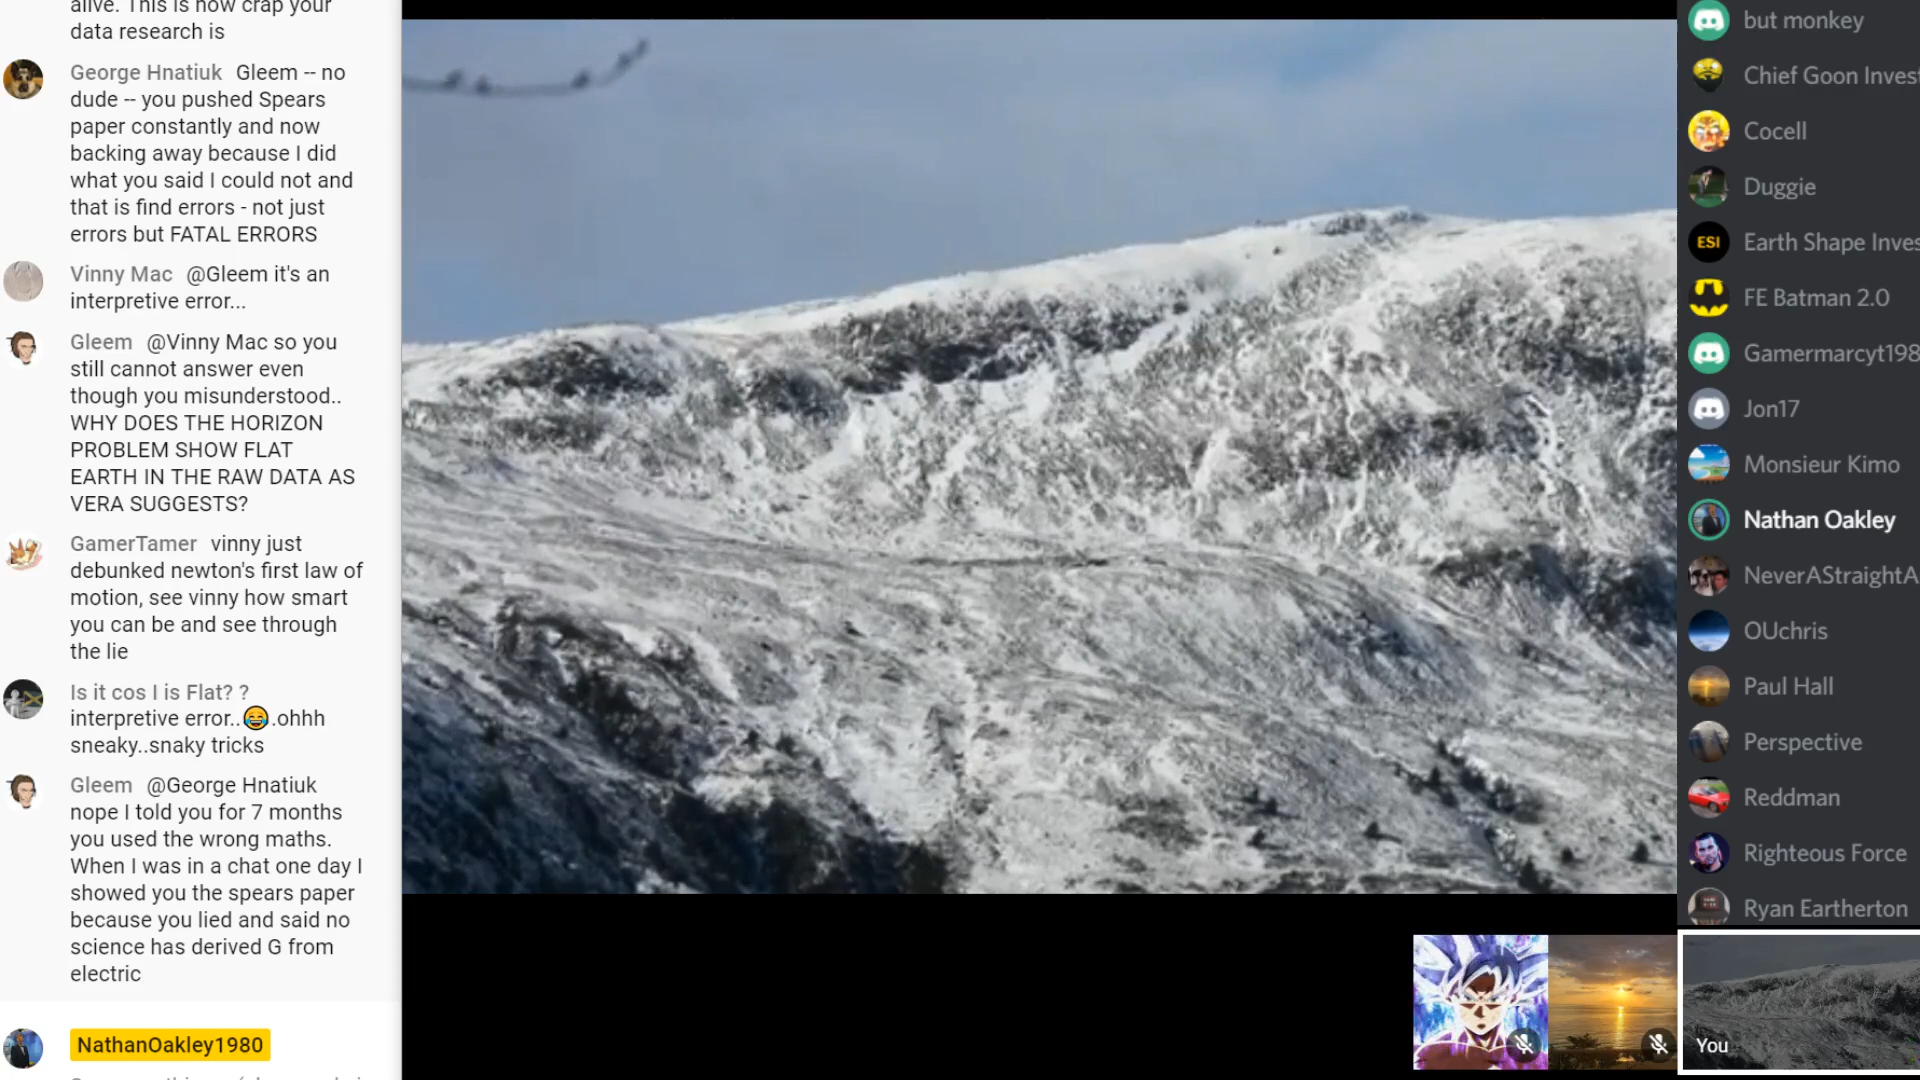 alive. This is how crap your
data research is
George Hnatiuk Gleem -- no
dude -- you pushed Spears
paper constantly and now
backing away because I did
what you said I could not and
that is find errors - not just
errors but FATAL ERRORS
Vinny Mac @Gleem it's an
interpretive error...
Gleem @Vinny Mac so you
still cannot answer even
though you misunderstood..
WHY DOES THE HORIZON
PROBLEM SHOW FLAT
EARTH IN THE RAW DATA AS
VERA SUGGESTS?
GamerTamer vinny just
debunked newton's first law of
motion, see vinny how smart
you can be and see through
the lie
Is it cos I is Flat? ?
interpretive error..😂.ohhh
sneaky..snaky tricks
Gleem @George Hnatiuk
nope I told you for 7 months
you used the wrong maths.
When I was in a chat one day I
showed you the spears paper
because you lied and said no
science has derived G from
electric
NathanOakley1980
but monkey
Chief Goon Invest
Cocell
Duggie
ESI
Earth Shape Inves
FE Batman 2.0
Gamermarcyt198
Jon17
Monsieur Kimo
Nathan Oakley
NeverAStraightA
OUchris
Paul Hall
Perspective
Reddman
Righteous Force
Ryan Eartherton
You